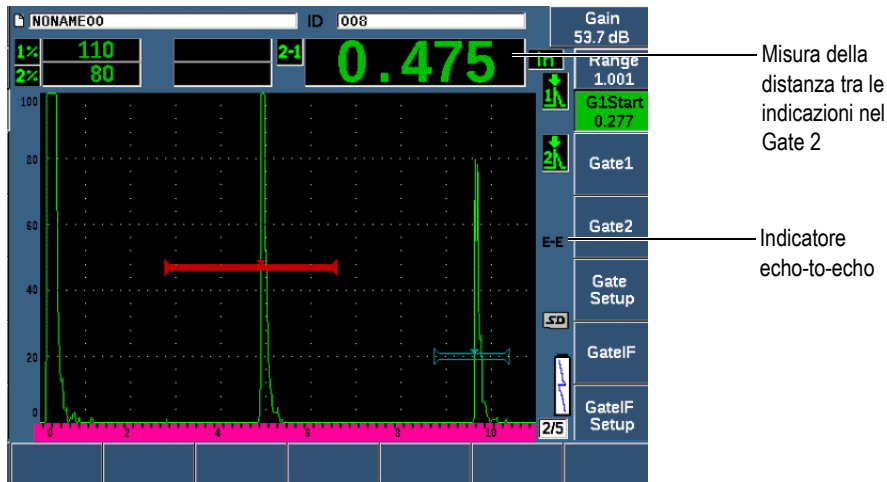 NONAME00
ID
008
Gain
53.7 dB
1%
110
2%
80
2-1
0.475
in
Range
1.001
G1Start
0.277
Gate1
Gate2
Gate
Setup
GateIF
GateIF
Setup
1
2
E-E
SD
2/5
100
80
60
40
20
0
0
2
4
6
8
10
Misura della
distanza tra le
indicazioni nel
Gate 2
Indicatore
echo-to-echo